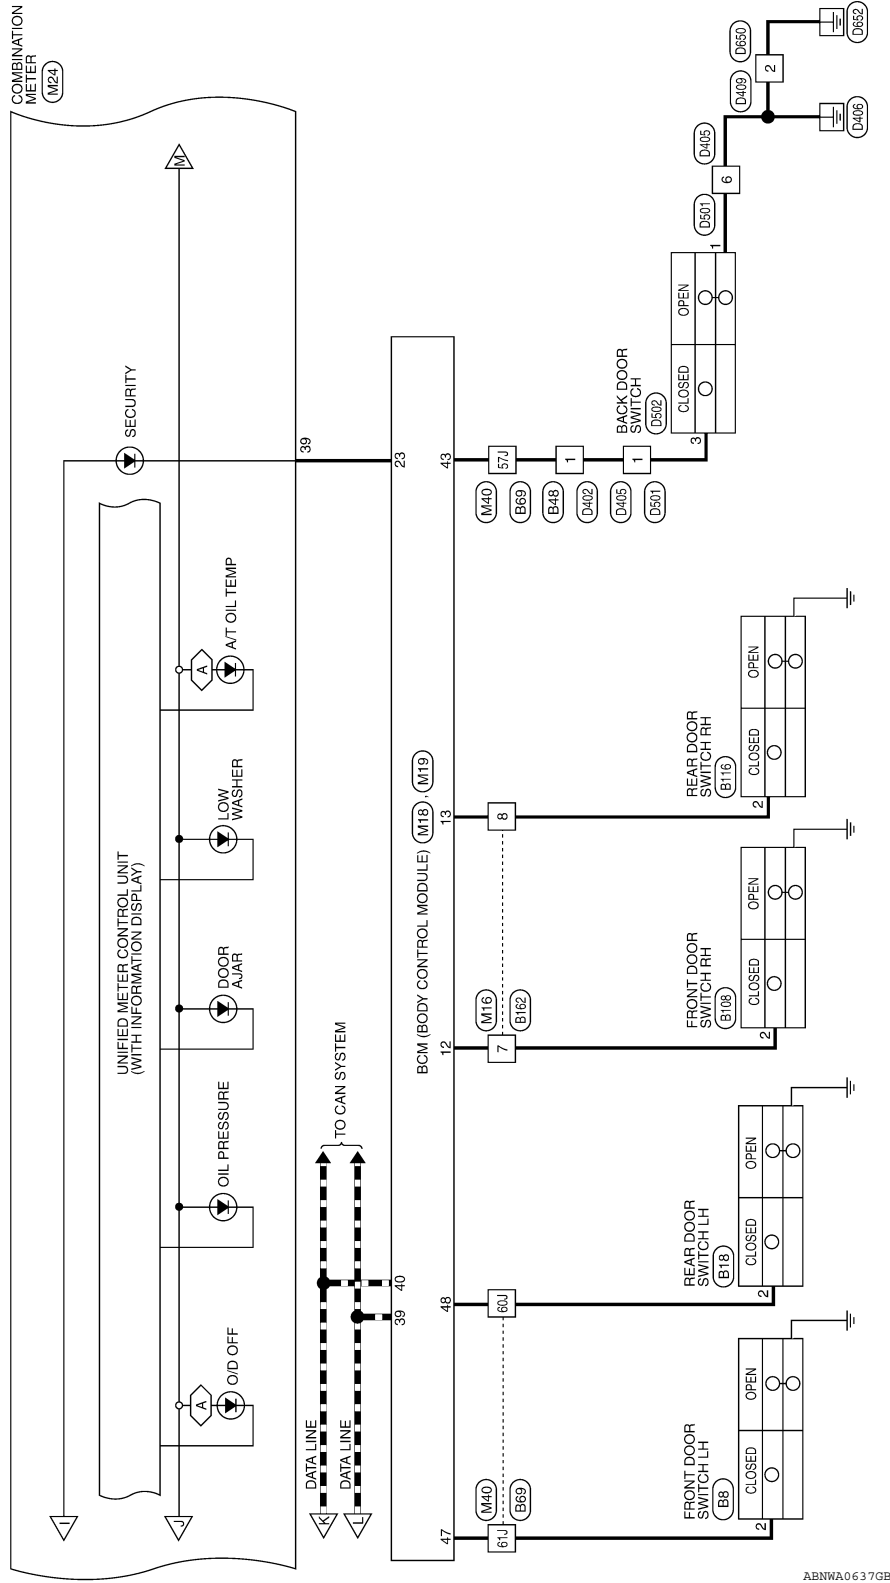 COMBINATION
METER
M24
M
SECURITY
39
I
J
UNIFIED METER CONTROL UNIT
(WITH INFORMATION DISPLAY)
A
O/D OFF
OIL PRESSURE
DOOR
AJAR
LOW
WASHER
A
A/T OIL TEMP
K
DATA LINE
L
DATA LINE
TO CAN SYSTEM
39
40
23
BCM (BODY CONTROL MODULE) M18 , M19
47
48
12
13
43
M40
B69
61J
60J
M16
B162
7
8
M40
B69
B48
D402
D405
D501
57J
1
1
FRONT DOOR
SWITCH LH
B8
2
CLOSED
OPEN
REAR DOOR
SWITCH LH
B18
2
CLOSED
OPEN
FRONT DOOR
SWITCH RH
B108
2
CLOSED
OPEN
REAR DOOR
SWITCH RH
B116
2
CLOSED
OPEN
BACK DOOR
SWITCH
D502
3
CLOSED
OPEN
1
D501
6
D405
D409
2
D650
D406
D652
ABNWA0637GB